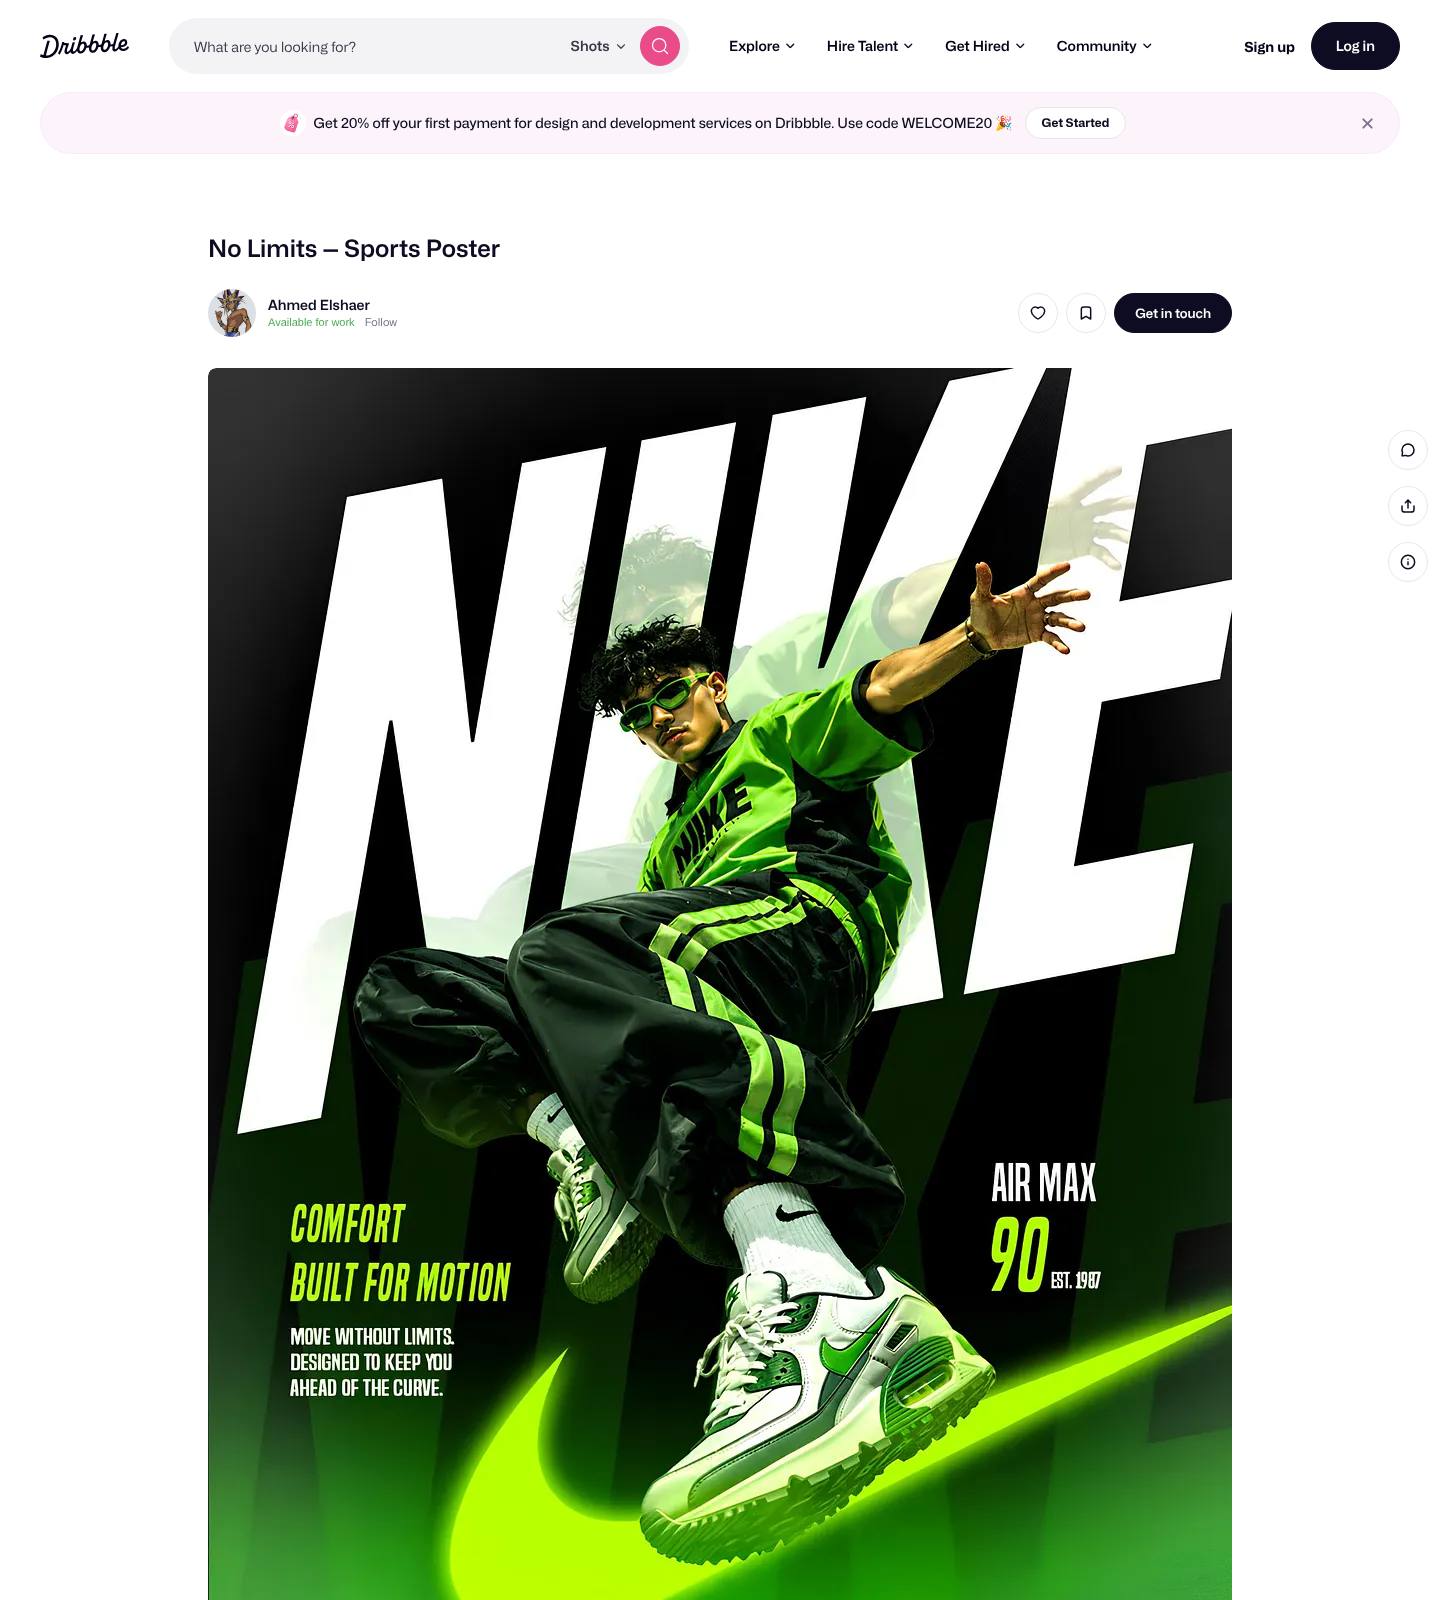 Dribbble
What are you looking for?
Shots
Explore
Hire Talent
Get Hired
Community
Sign up
Log in
Get 20% off your first payment for design and development services on Dribbble. Use code WELCOME20 🎉
Get Started
No Limits – Sports Poster
Ahmed Elshaer
Available for work Follow
Get in touch
NIKE
NIKE
AIR MAX
90 EST. 1987
COMFORT
BUILT FOR MOTION
MOVE WITHOUT LIMITS.
DESIGNED TO KEEP YOU
AHEAD OF THE CURVE.